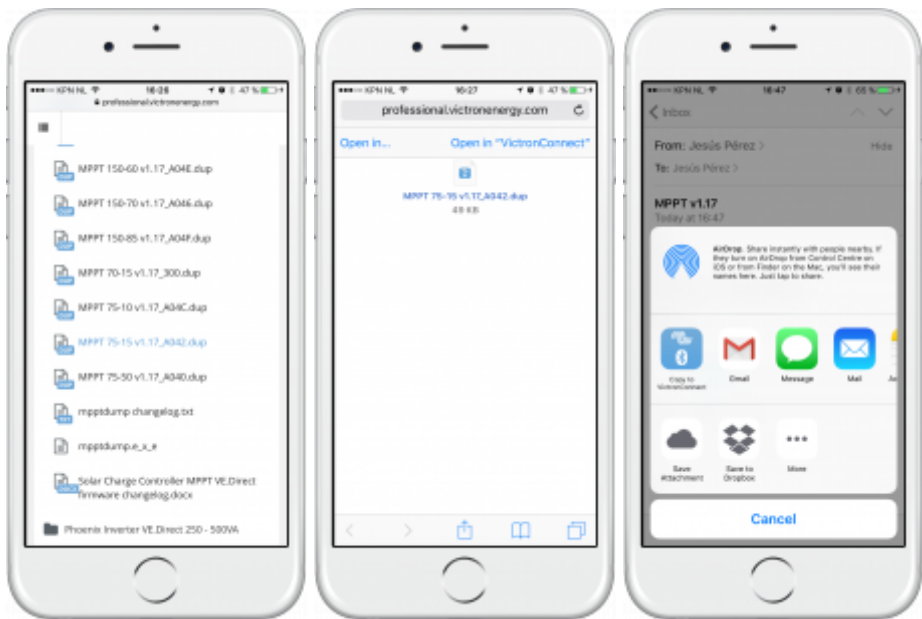 KPN NL 16:26 47 %
professional.victronenergy.com
MPPT 150-60 v1.17_A04E.dup
MPPT 150-70 v1.17_A046.dup
MPPT 150-85 v1.17_A04F.dup
MPPT 70-15 v1.17_300.dup
MPPT 75-10 v1.17_A04C.dup
MPPT 75-15 v1.17_A042.dup
MPPT 75-50 v1.17_A040.dup
mpptdump changelog.txt
mpptdump.e_x_e
Solar Charge Controller MPPT VE.Direct
firmware changelog.docx
Phoenix Inverter VE.Direct 250 - 500VA
KPN NL 16:27 47 %
professional.victronenergy.com
Open in... Open in "VictronConnect"
MPPT 75-15 v1.17_A042.dup
49 KB
KPN NL 16:47 65 %
Inbox
From: Jesús Pérez Hide
To: Jesús Pérez
MPPT v1.17
Today at 16:47
AirDrop. Share instantly with people nearby. If
they turn on AirDrop from Control Centre on
iOS or from Finder on the Mac, you'll see their
names here. Just tap to share.
Copy to
VictronConnect
Email
Message
Mail
Save
Attachment
Save to
Dropbox
More
Cancel